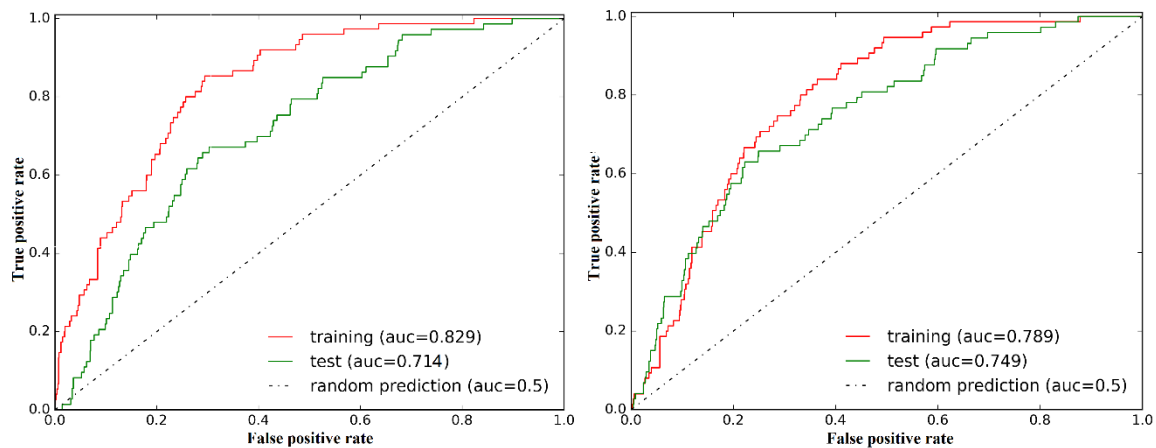 1.0
0.8
0.6
0.4
0.2
0.0
True positive rate
training (auc=0.829)
test (auc=0.714)
random prediction (auc=0.5)
0.0 0.2 0.4 0.6 0.8 1.0
False positive rate
1.0
0.8
0.6
0.4
0.2
0.0
True positive rate
training (auc=0.789)
test (auc=0.749)
random prediction (auc=0.5)
0.0 0.2 0.4 0.6 0.8 1.0
False positive rate